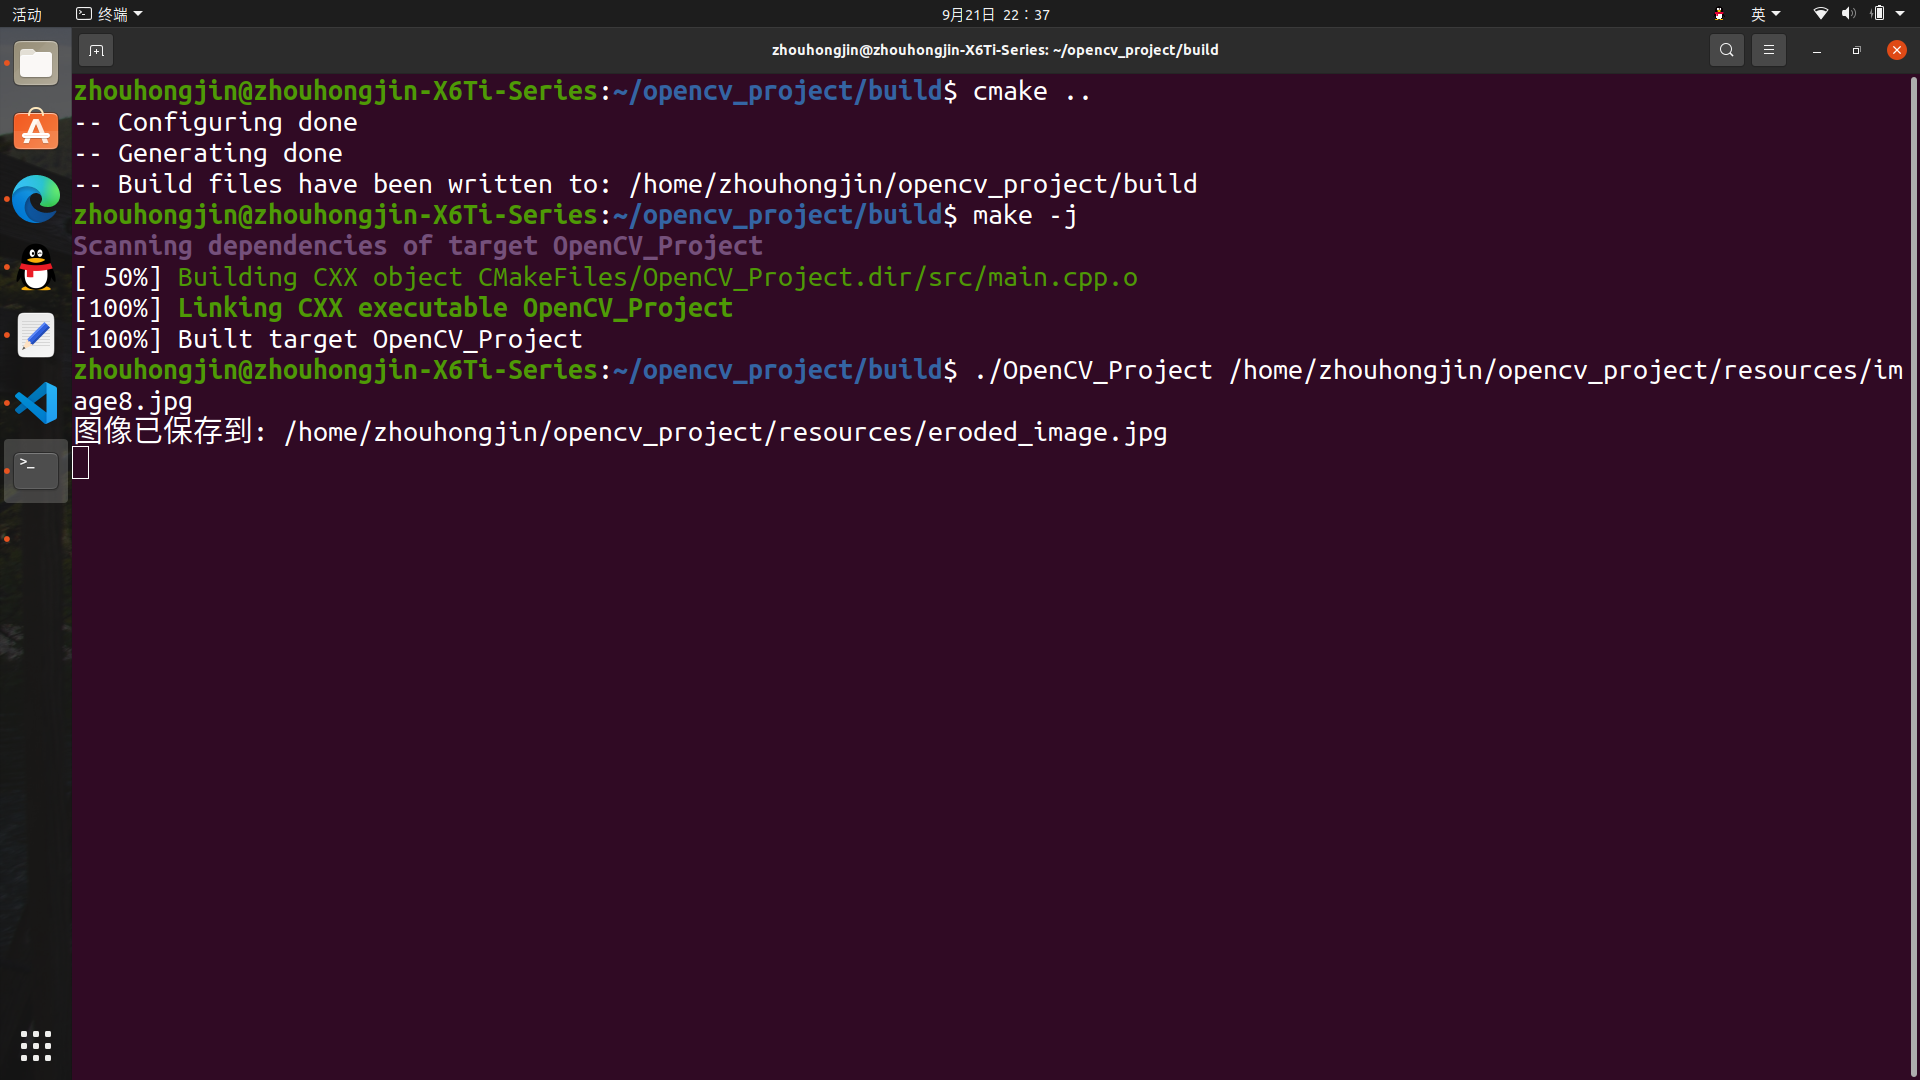 活动 终端 9月21日 22：37 英
zhouhongjin@zhouhongjin-X6Ti-Series: ~/opencv_project/build
zhouhongjin@zhouhongjin-X6Ti-Series:~/opencv_project/build$ cmake ..
-- Configuring done
-- Generating done
-- Build files have been written to: /home/zhouhongjin/opencv_project/build
zhouhongjin@zhouhongjin-X6Ti-Series:~/opencv_project/build$ make -j
Scanning dependencies of target OpenCV_Project
[ 50%] Building CXX object CMakeFiles/OpenCV_Project.dir/src/main.cpp.o
[100%] Linking CXX executable OpenCV_Project
[100%] Built target OpenCV_Project
zhouhongjin@zhouhongjin-X6Ti-Series:~/opencv_project/build$ ./OpenCV_Project /home/zhouhongjin/opencv_project/resources/im
age8.jpg
图像已保存到: /home/zhouhongjin/opencv_project/resources/eroded_image.jpg